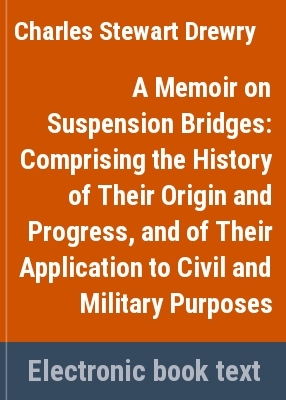 Charles Stewart Drewry
A Memoir on
Suspension Bridges:
Comprising the History
of Their Origin and
Progress, and of Their
Application to Civil and
Military Purposes
Electronic book text